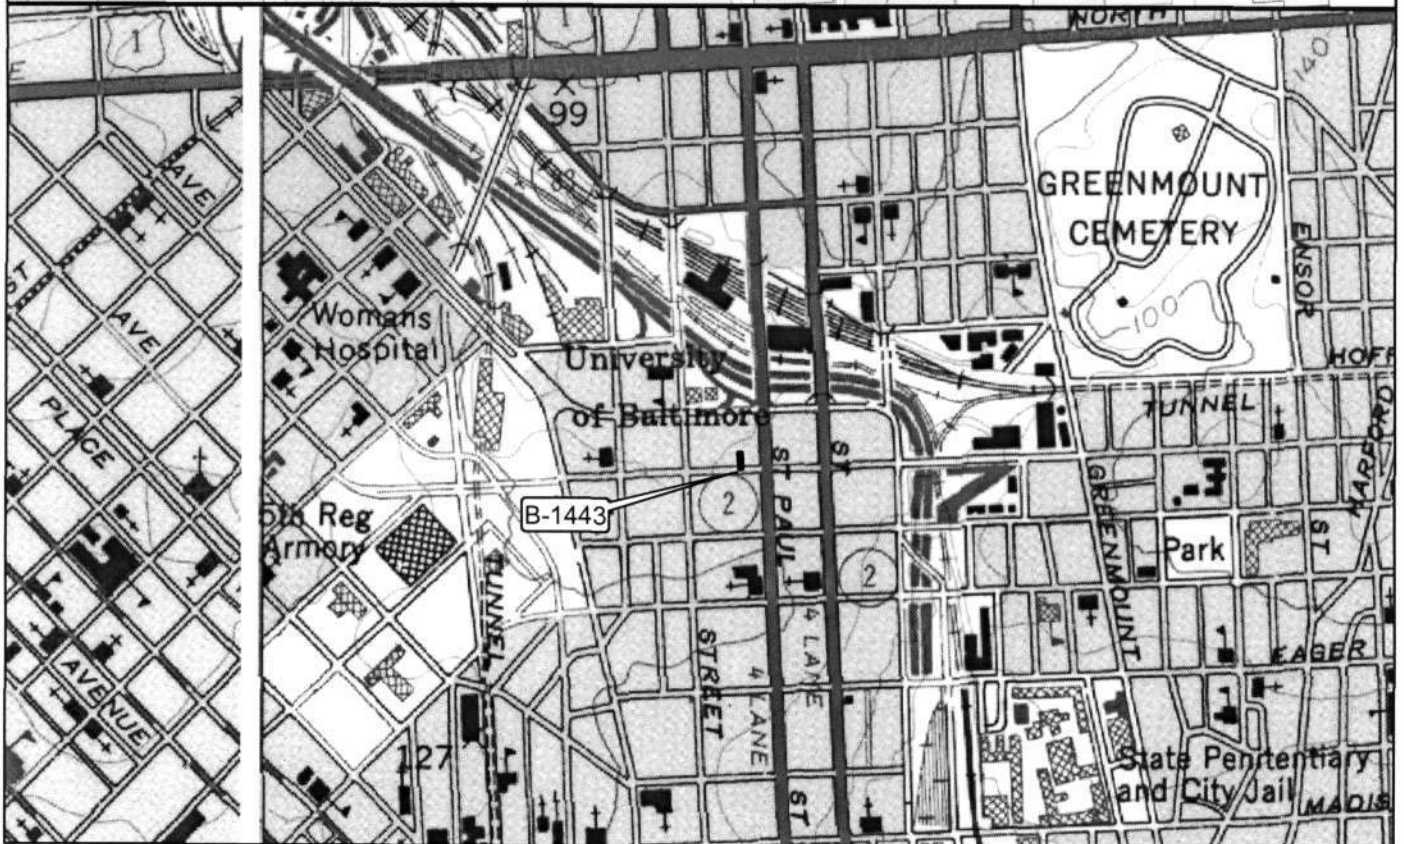 NORTH
1
1
E
140
99
AVE
GREENMOUNT
CEMETERY
ENSOR
ST
AVE
Womans
Hospital
100
University
HOFF
of Baltimore
TUNNEL
PLACE
HARFORD
ST
ST PAUL
GREENMOUNT
2
B-1443
5th Reg
Armory
ST
Park
2
TUNNEL
4 LANE
STREET
4 LANE
EAGER
AVENUE
127
State Penitentiary
and City Jail
MADIS
ST